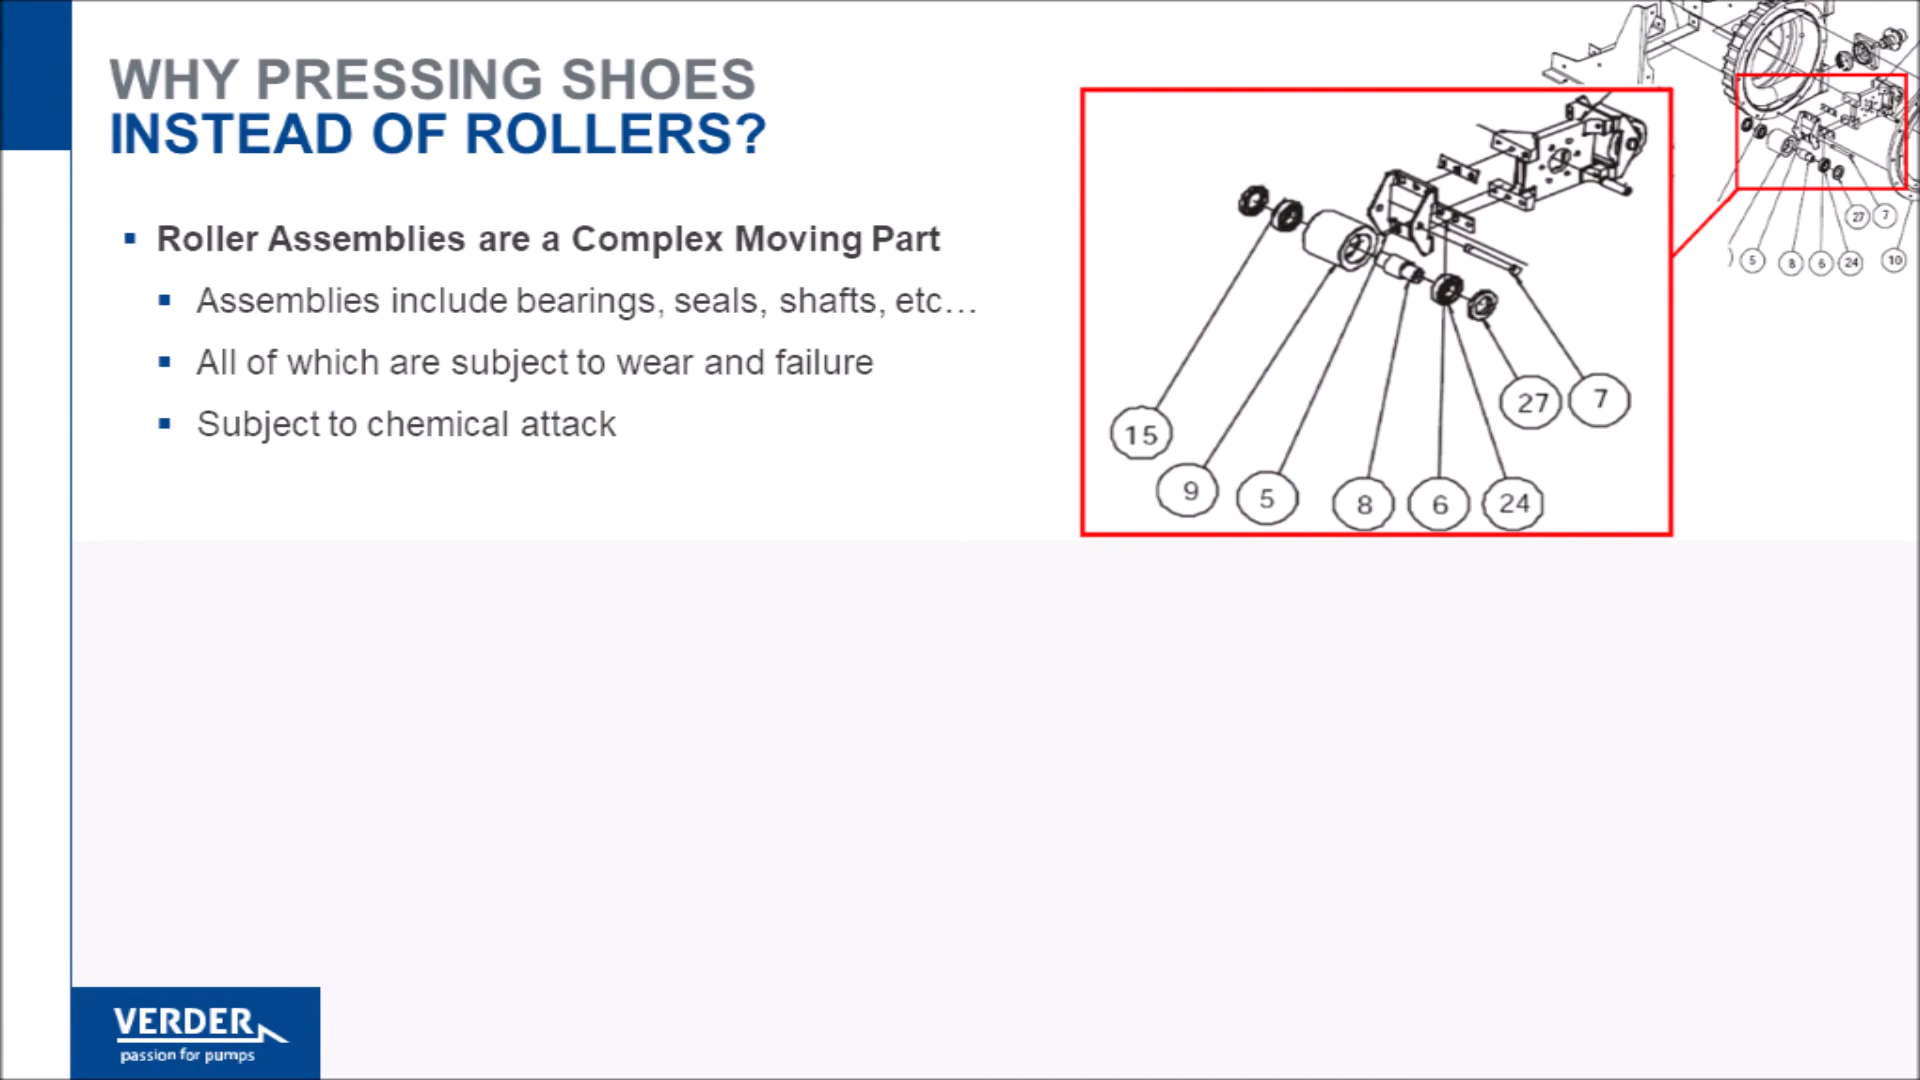 WHY PRESSING SHOES
INSTEAD OF ROLLERS?
Roller Assemblies are a Complex Moving Part
Assemblies include bearings, seals, shafts, etc…
All of which are subject to wear and failure
Subject to chemical attack
15
9
5
8
6
24
27
7
27
7
5
8
6
24
10
VERDER
passion for pumps